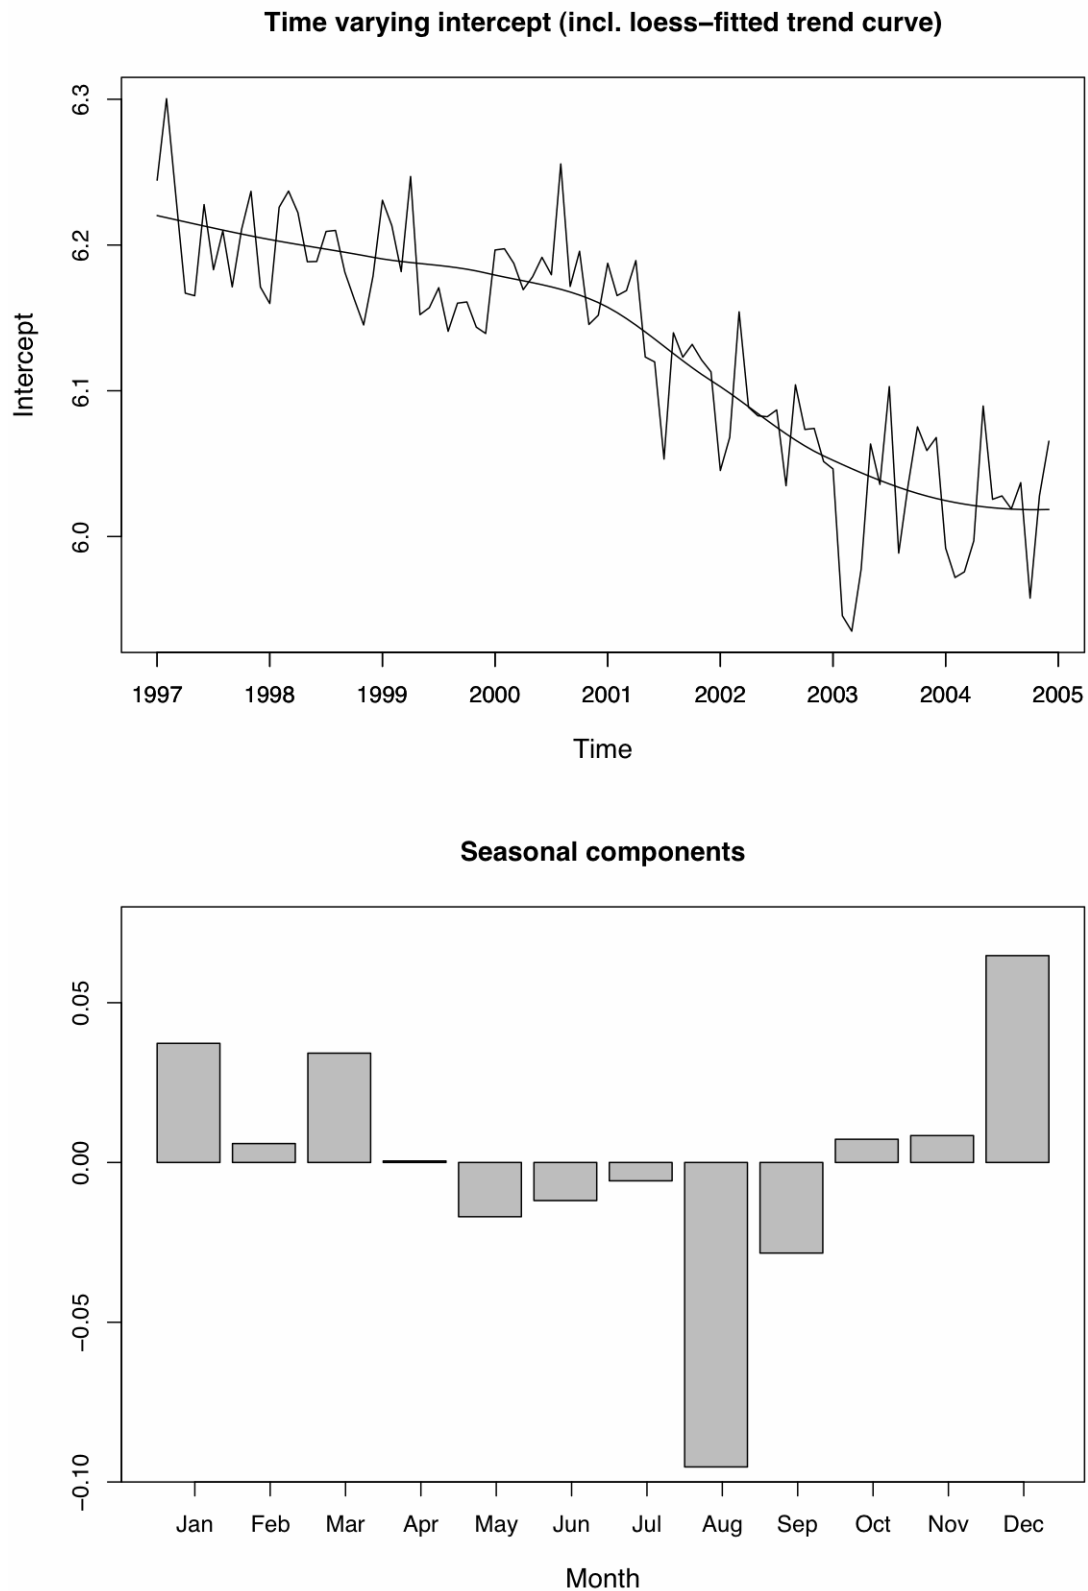 Time varying intercept (incl. loess−fitted trend curve)
Intercept
6.3
6.2
6.1
6.0
1997 1998 1999 2000 2001 2002 2003 2004 2005
Time
Seasonal components
0.05
0.00
−0.05
−0.10
Jan Feb Mar Apr May Jun Jul Aug Sep Oct Nov Dec
Month